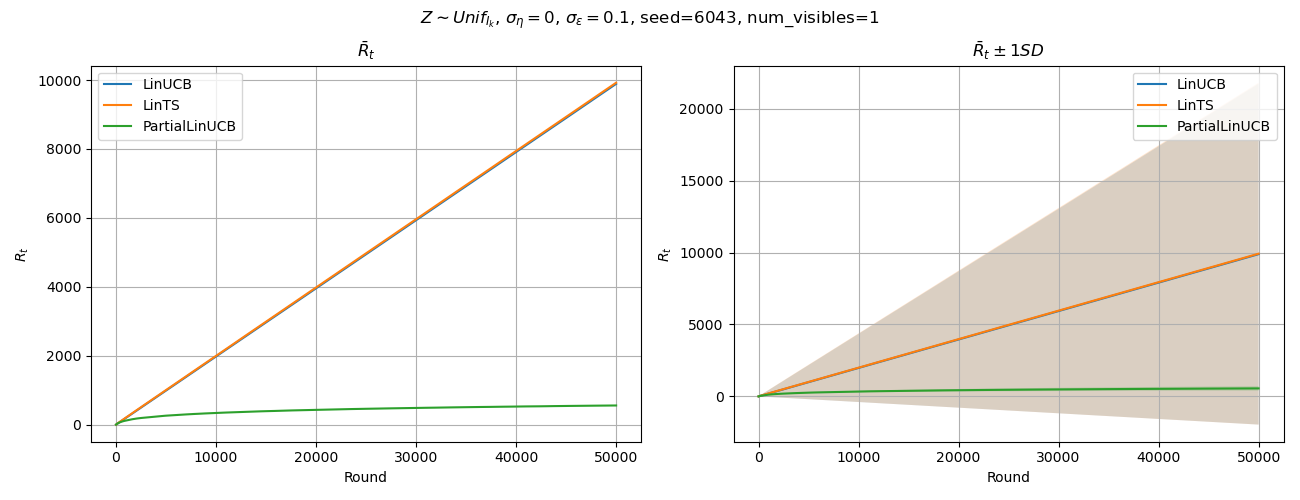 Z ~ Unif_{I_k}, σ_η = 0, σ_ε = 0.1, seed=6043, num_visibles=1
R̄_t
R_t
10000
8000
6000
4000
2000
0
LinUCB
LinTS
PartialLinUCB
0 10000 20000 30000 40000 50000
Round
R̄_t ± 1SD
R_t
20000
15000
10000
5000
0
LinUCB
LinTS
PartialLinUCB
0 10000 20000 30000 40000 50000
Round